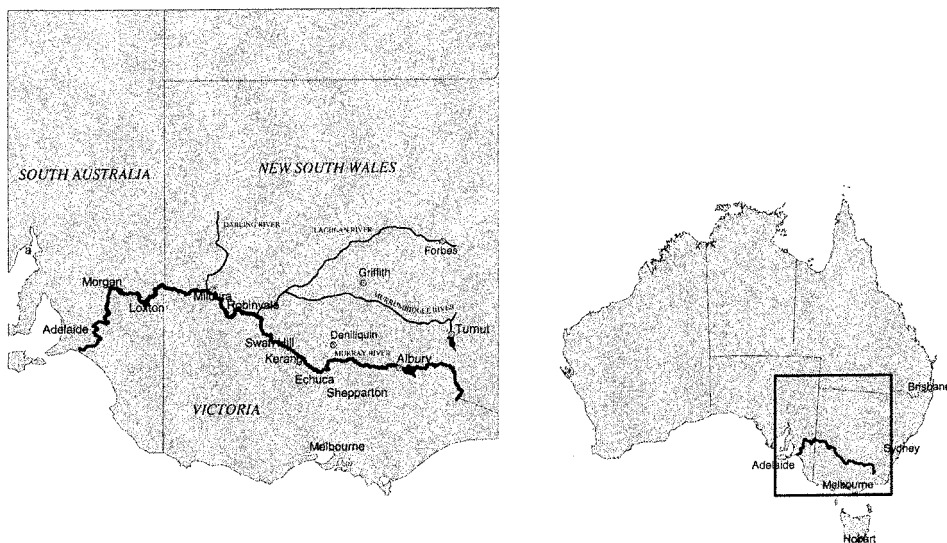 SOUTH AUSTRALIA
NEW SOUTH WALES
DARLING RIVER
LACHLAN RIVER
Forbes
Griffith
Morgan
Mildura
Loxton
Robinvale
MURRUMBIDGEE RIVER
Adelaide
Tumut
Deniliquin
Swan Hill
MURRAY RIVER
Albury
Kerang
Echuca
Shepparton
VICTORIA
Melbourne
Brisbane
Sydney
Adelaide
Melbourne
Hobart